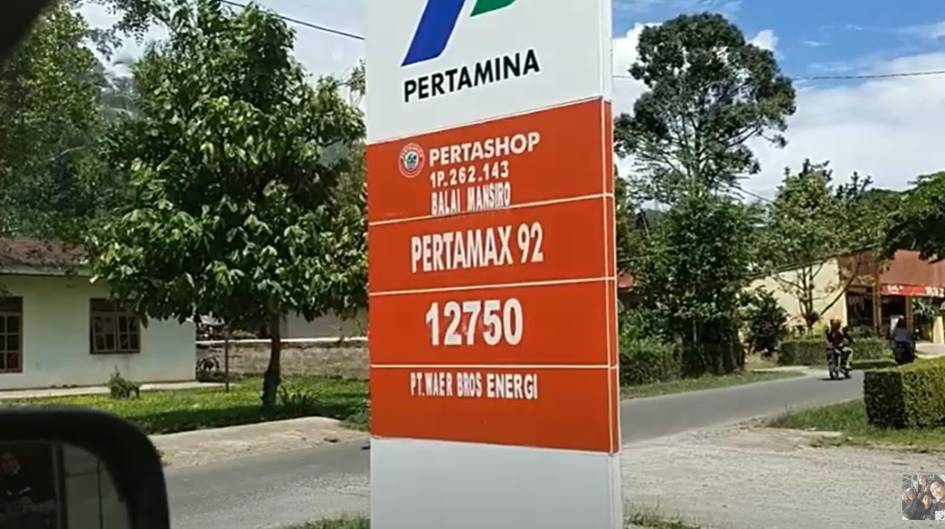 PERTAMINA
PERTASHOP
1P.262.143
BALAI MANSIRO
PERTAMAX 92
12750
PT.WAER BROS ENERGI